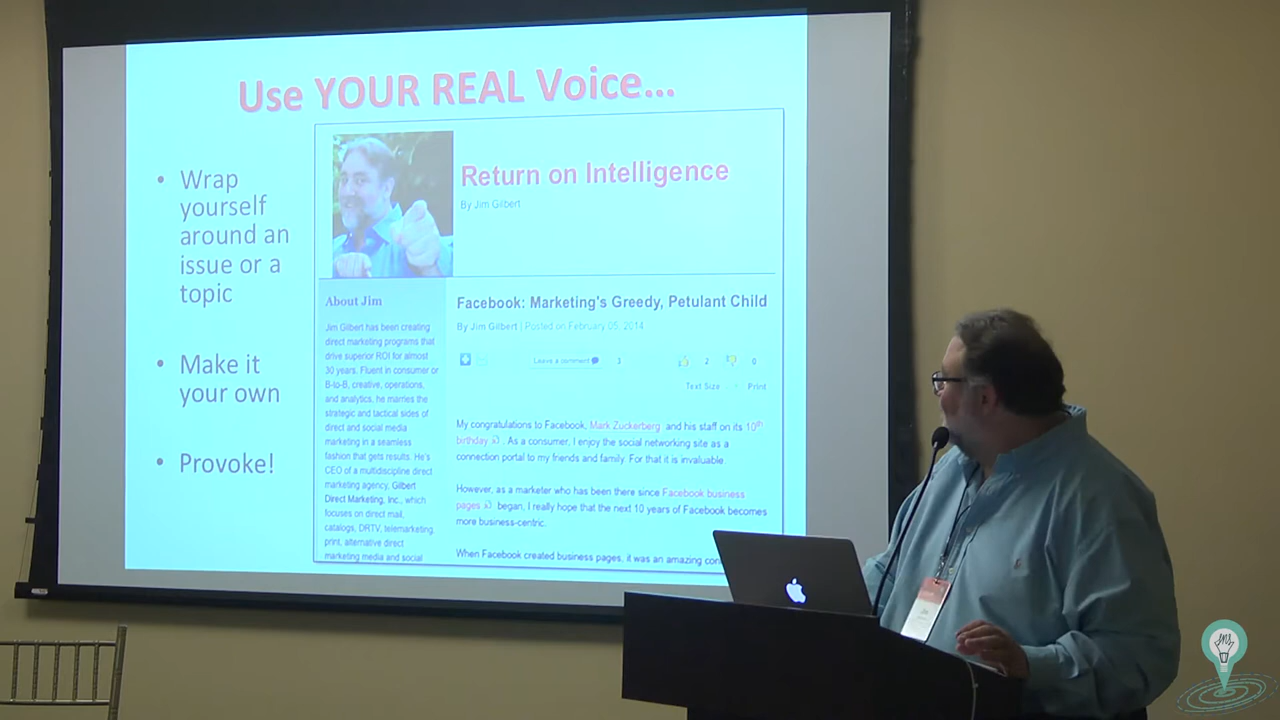 Use YOUR REAL Voice...
• Wrap
yourself
around an
issue or a
topic
• Make it
your own
• Provoke!
Return on Intelligence
By Jim Gilbert
About Jim
Jim Gilbert has been creating
direct marketing programs that
drive superior ROI for almost
30 years. Fluent in consumer or
B-to-B, creative, operations,
and analytics, he marries the
strategic and tactical sides of
direct and social media
marketing in a seamless
fashion that gets results. He's
CEO of a multidiscipline direct
marketing agency, Gilbert
Direct Marketing, Inc., which
focuses on direct mail,
catalogs, DRTV, telemarketing,
print, alternative direct
marketing media and social
Facebook: Marketing's Greedy, Petulant Child
By Jim Gilbert | Posted on February 05, 2014
Leave a comment 3 2 0
Text Size Print
My congratulations to Facebook, Mark Zuckerberg and his staff on its 10th
birthday. As a consumer, I enjoy the social networking site as a
connection portal to my friends and family. For that it is invaluable.
However, as a marketer who has been there since Facebook business
pages began, I really hope that the next 10 years of Facebook becomes
more business-centric.
When Facebook created business pages, it was an amazing